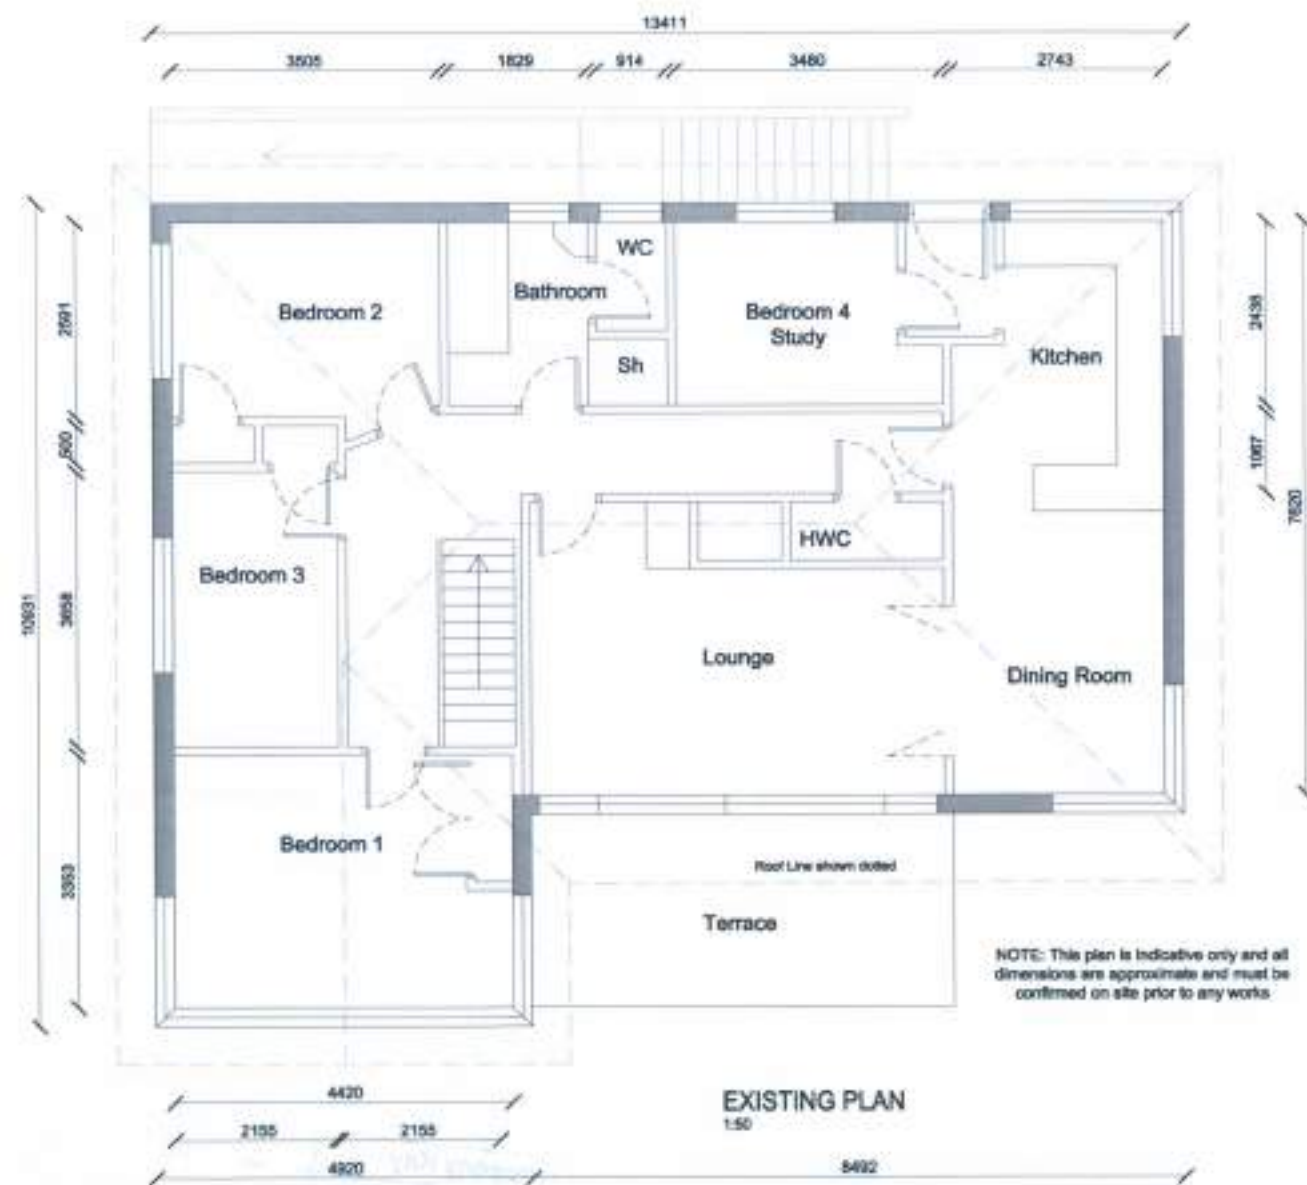 13411
3505 1829 914 3480 2743
WC
Bathroom
Bedroom 2
Bedroom 4
Study
Sh
Kitchen
2591
600
3658
3353
10931
2438
1067
7620
HWC
Bedroom 3
Lounge
Dining Room
Bedroom 1
Roof Line shown dotted
Terrace
NOTE: This plan is indicative only and all
dimensions are approximate and must be
confirmed on site prior to any works
4420
2155 2155
4920 8492
EXISTING PLAN
1:50